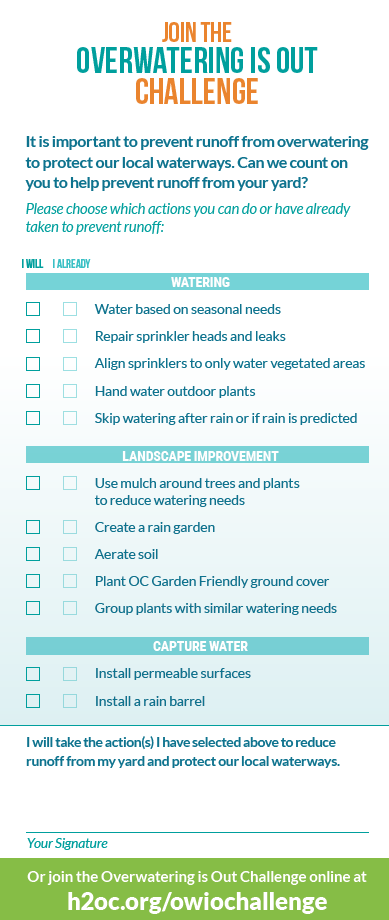 JOIN THE
OVERWATERING IS OUT
CHALLENGE
It is important to prevent runoff from overwatering
to protect our local waterways. Can we count on
you to help prevent runoff from your yard?
Please choose which actions you can do or have already
taken to prevent runoff:
I WILL I ALREADY
WATERING
Water based on seasonal needs
Repair sprinkler heads and leaks
Align sprinklers to only water vegetated areas
Hand water outdoor plants
Skip watering after rain or if rain is predicted
LANDSCAPE IMPROVEMENT
Use mulch around trees and plants
to reduce watering needs
Create a rain garden
Aerate soil
Plant OC Garden Friendly ground cover
Group plants with similar watering needs
CAPTURE WATER
Install permeable surfaces
Install a rain barrel
I will take the action(s) I have selected above to reduce
runoff from my yard and protect our local waterways.
Your Signature
Or join the Overwatering is Out Challenge online at
h2oc.org/owiochallenge